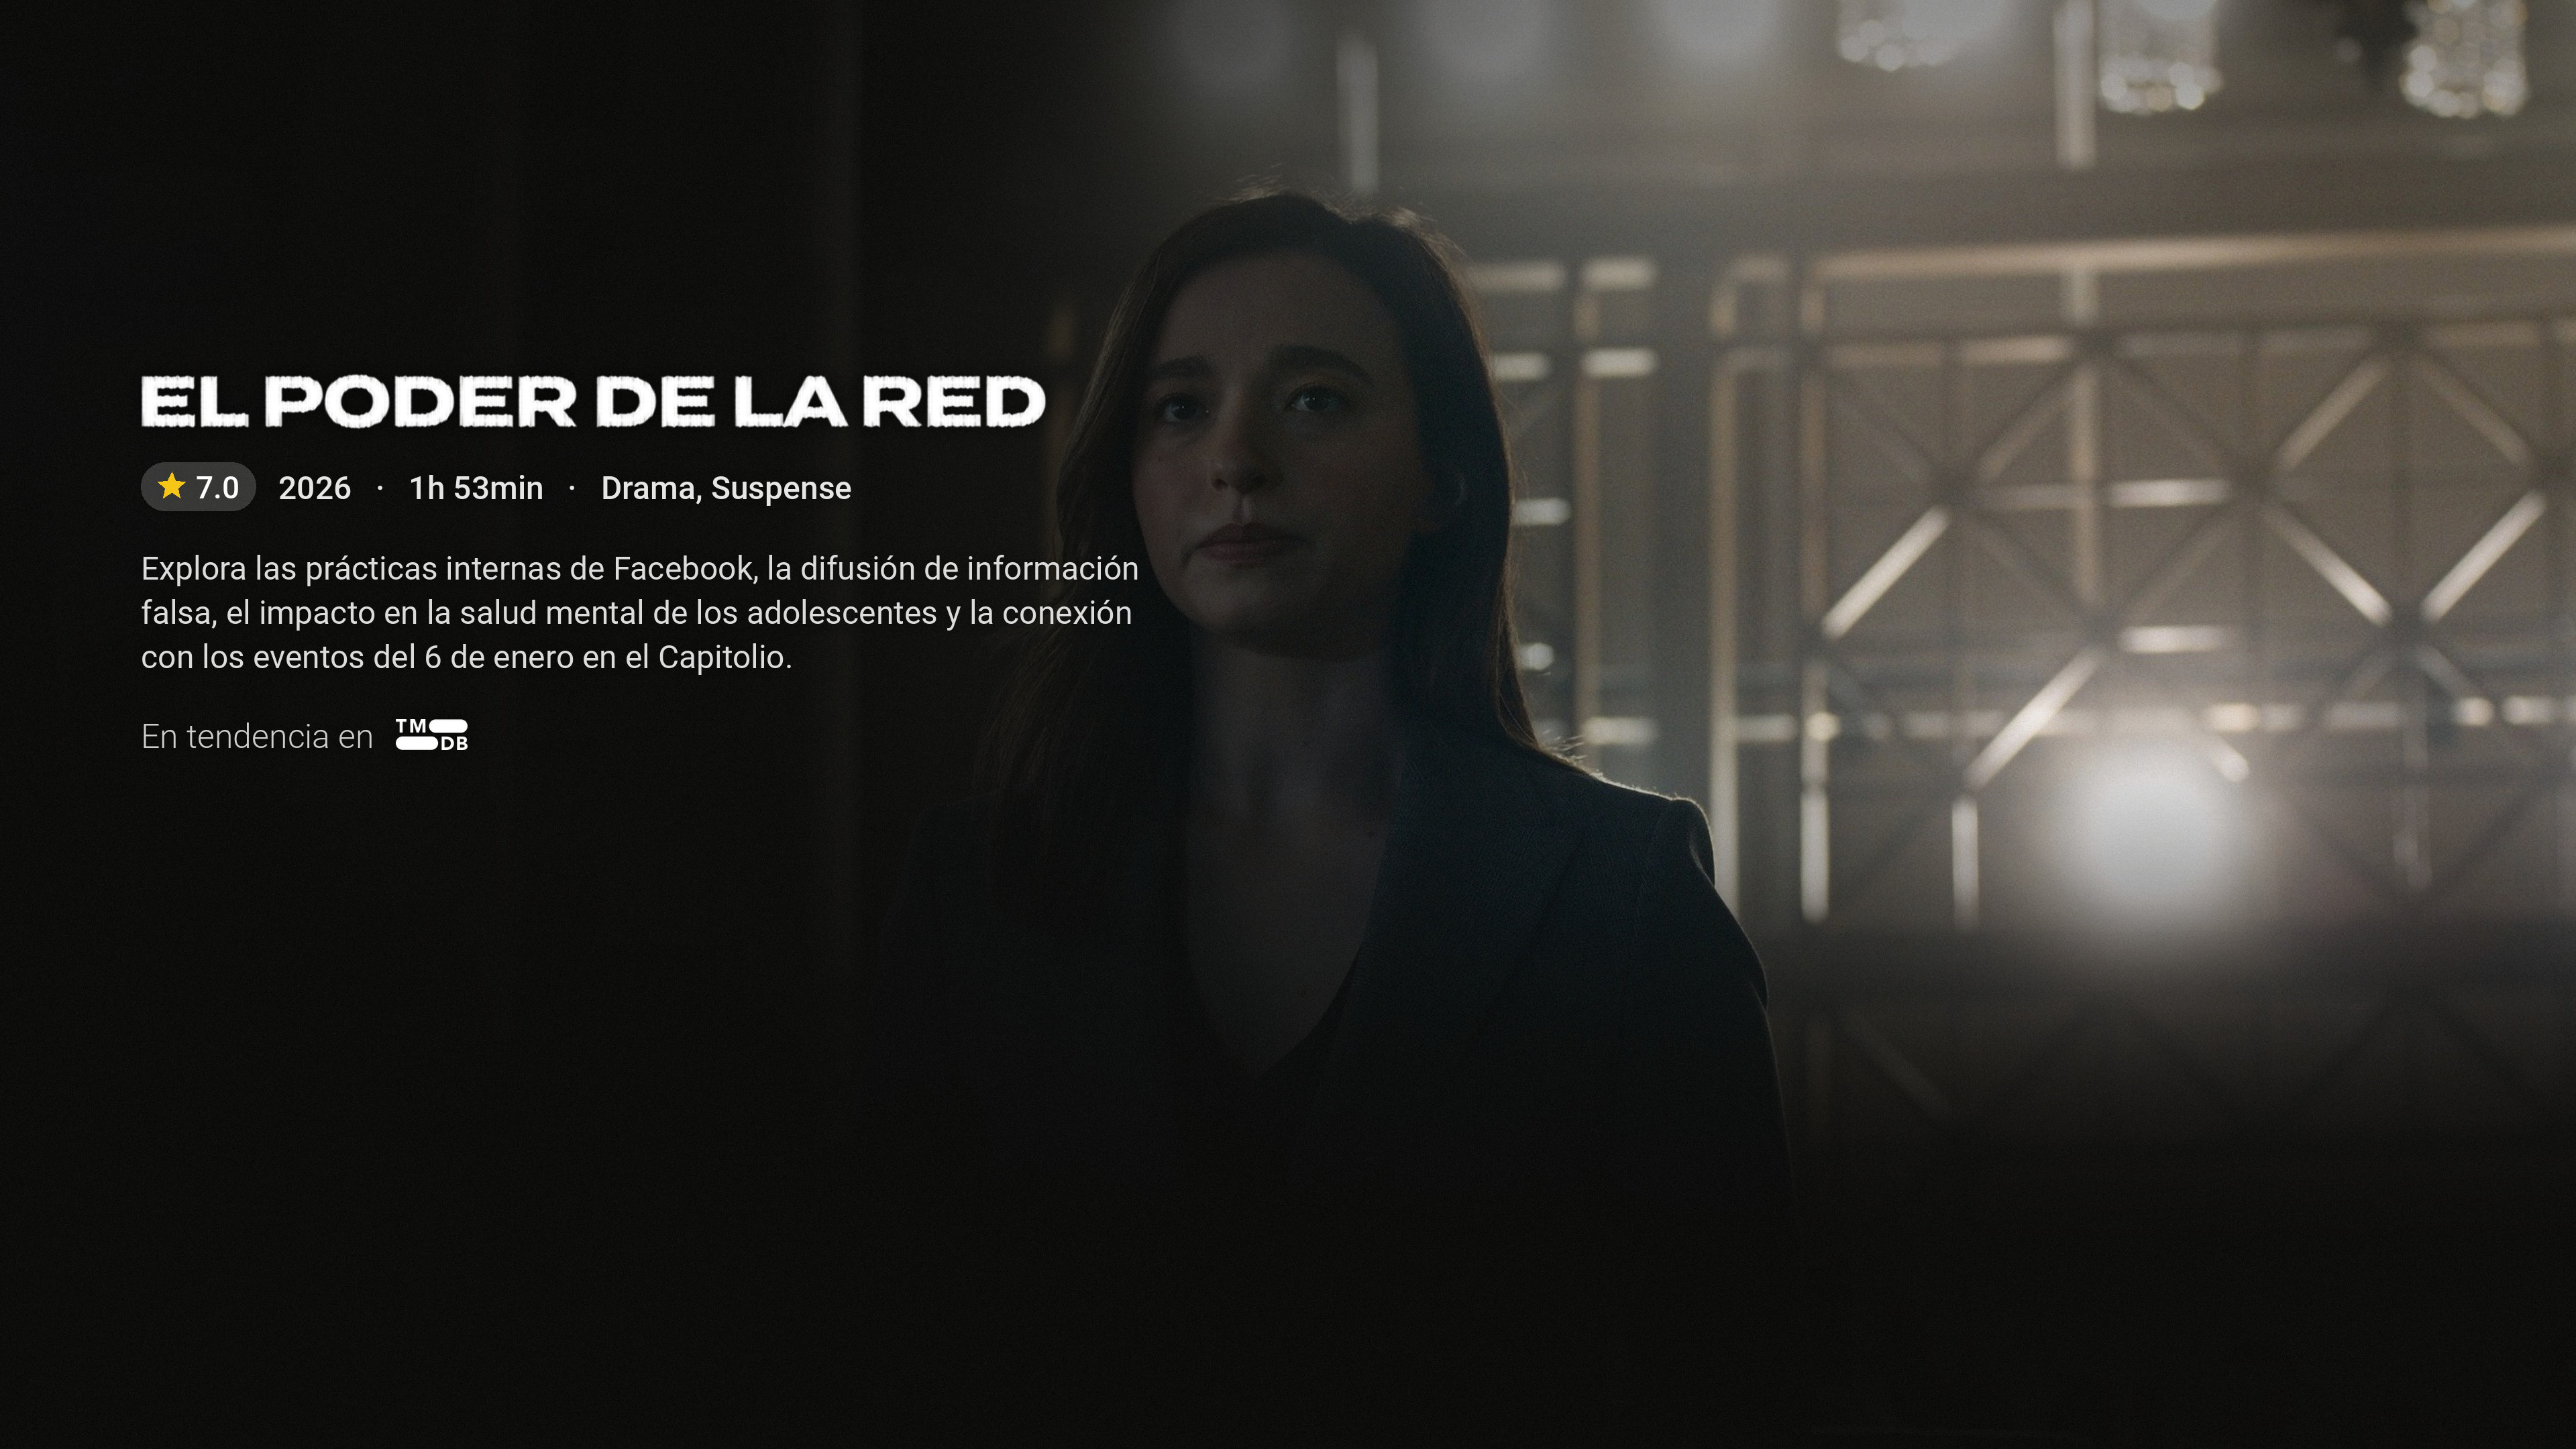 EL PODER DE LA RED
7.0 2026 · 1h 53min · Drama, Suspense
Explora las prácticas internas de Facebook, la difusión de información
falsa, el impacto en la salud mental de los adolescentes y la conexión
con los eventos del 6 de enero en el Capitolio.
En tendencia en TMDB